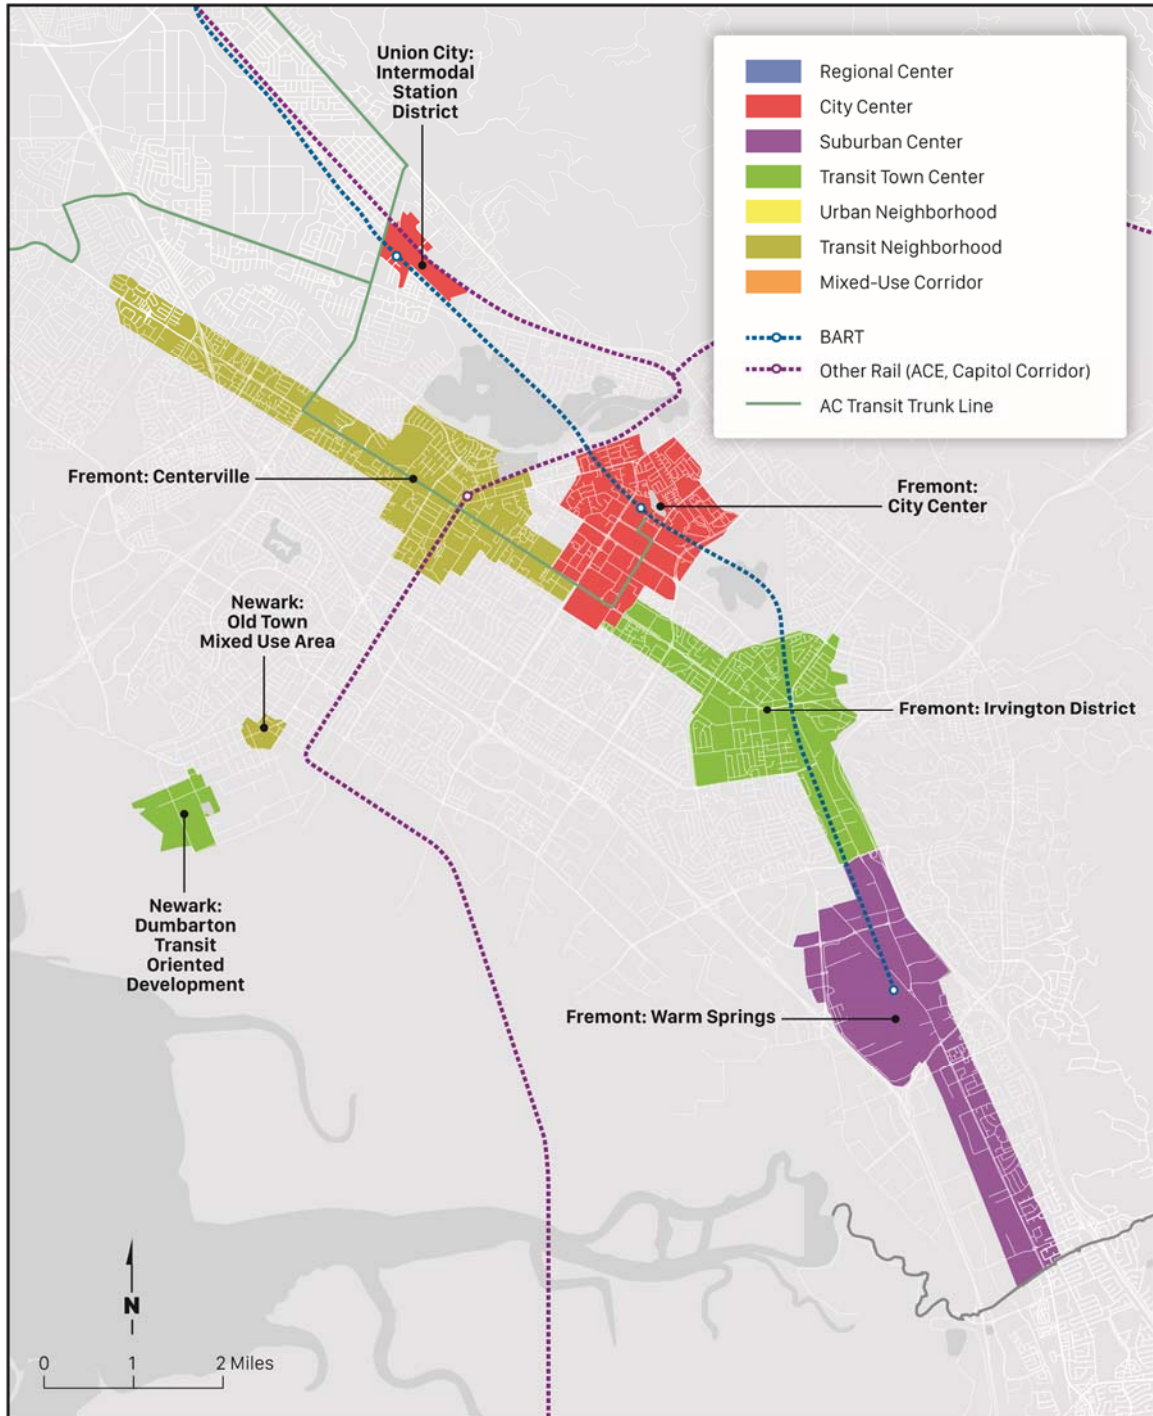 Union City:
Intermodal
Station
District
Regional Center
City Center
Suburban Center
Transit Town Center
Urban Neighborhood
Transit Neighborhood
Mixed-Use Corridor
BART
Other Rail (ACE, Capitol Corridor)
AC Transit Trunk Line
Fremont: Centerville
Fremont:
City Center
Newark:
Old Town
Mixed Use Area
Fremont: Irvington District
Newark:
Dumbarton
Transit
Oriented
Development
Fremont: Warm Springs
N
0 1 2 Miles